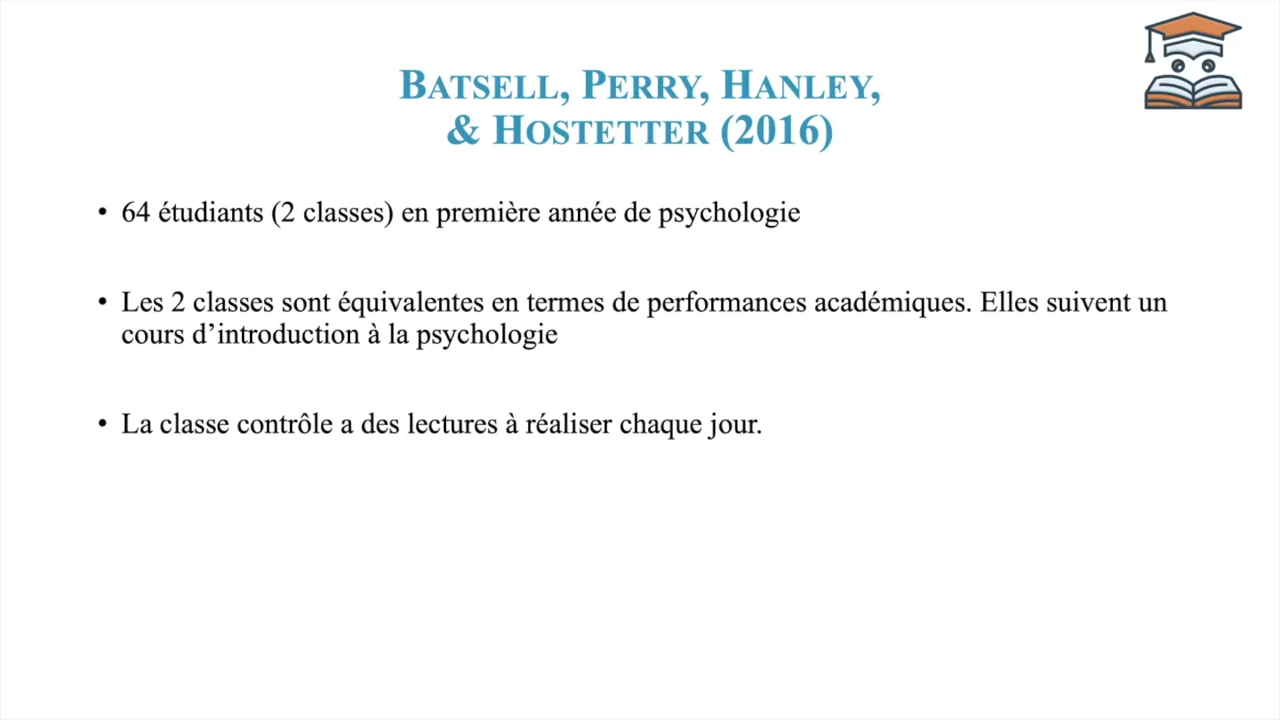 BATSELL, PERRY, HANLEY,
& HOSTETTER (2016)
• 64 étudiants (2 classes) en première année de psychologie
• Les 2 classes sont équivalentes en termes de performances académiques. Elles suivent un
cours d’introduction à la psychologie
• La classe contrôle a des lectures à réaliser chaque jour.